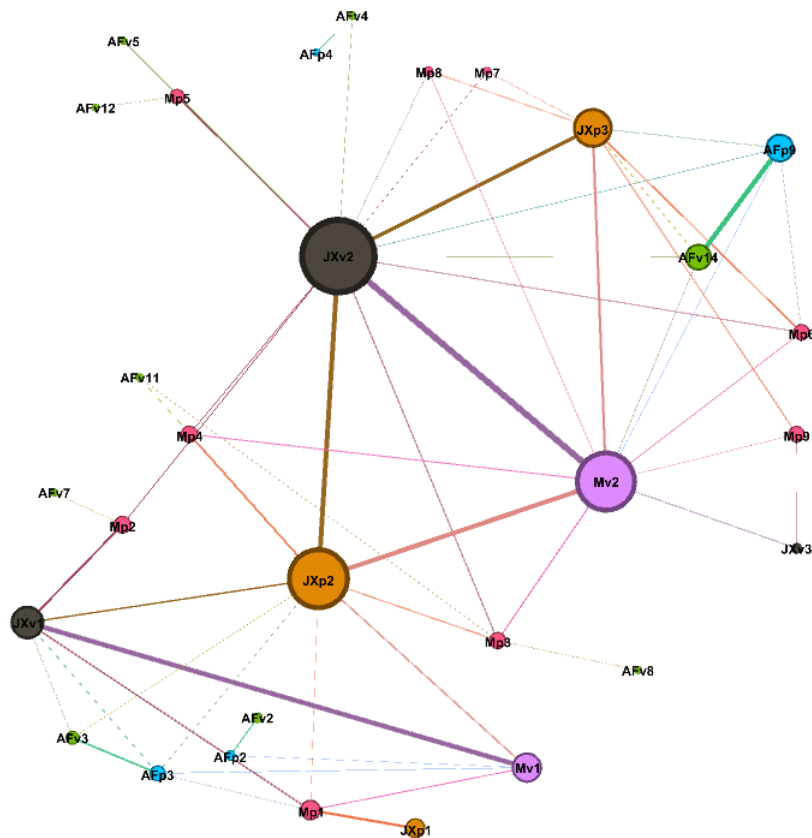 AFv4
AFv5
AFp4
Mp8
Mp7
Mp5
AFv12
JXp3
AFp9
JXv2
AFv14
Mp6
AFv11
Mp4
Mp9
Mv2
AFv7
Mp2
JXv3
JXp2
JXv1
Mp3
AFv8
AFv2
AFv3
AFp2
AFp3
Mv1
Mp1
JXp1